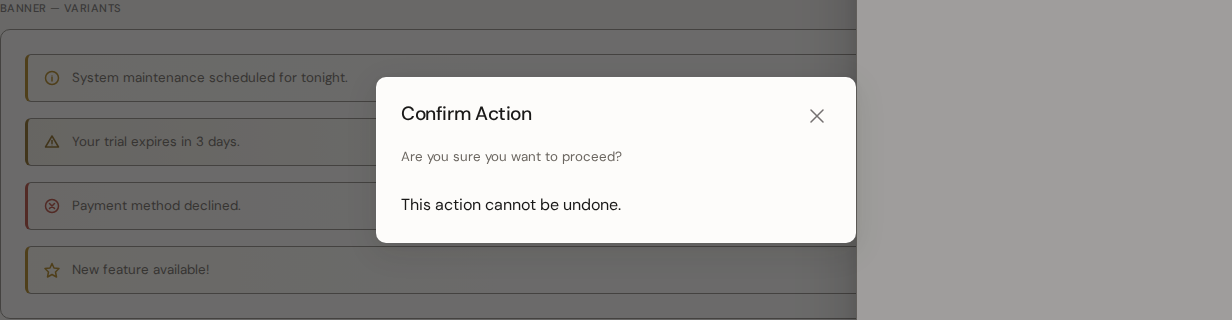 BANNER — VARIANTS
System maintenance scheduled for tonight.
Your trial expires in 3 days.
Payment method declined.
New feature available!
Confirm Action
Are you sure you want to proceed?
This action cannot be undone.